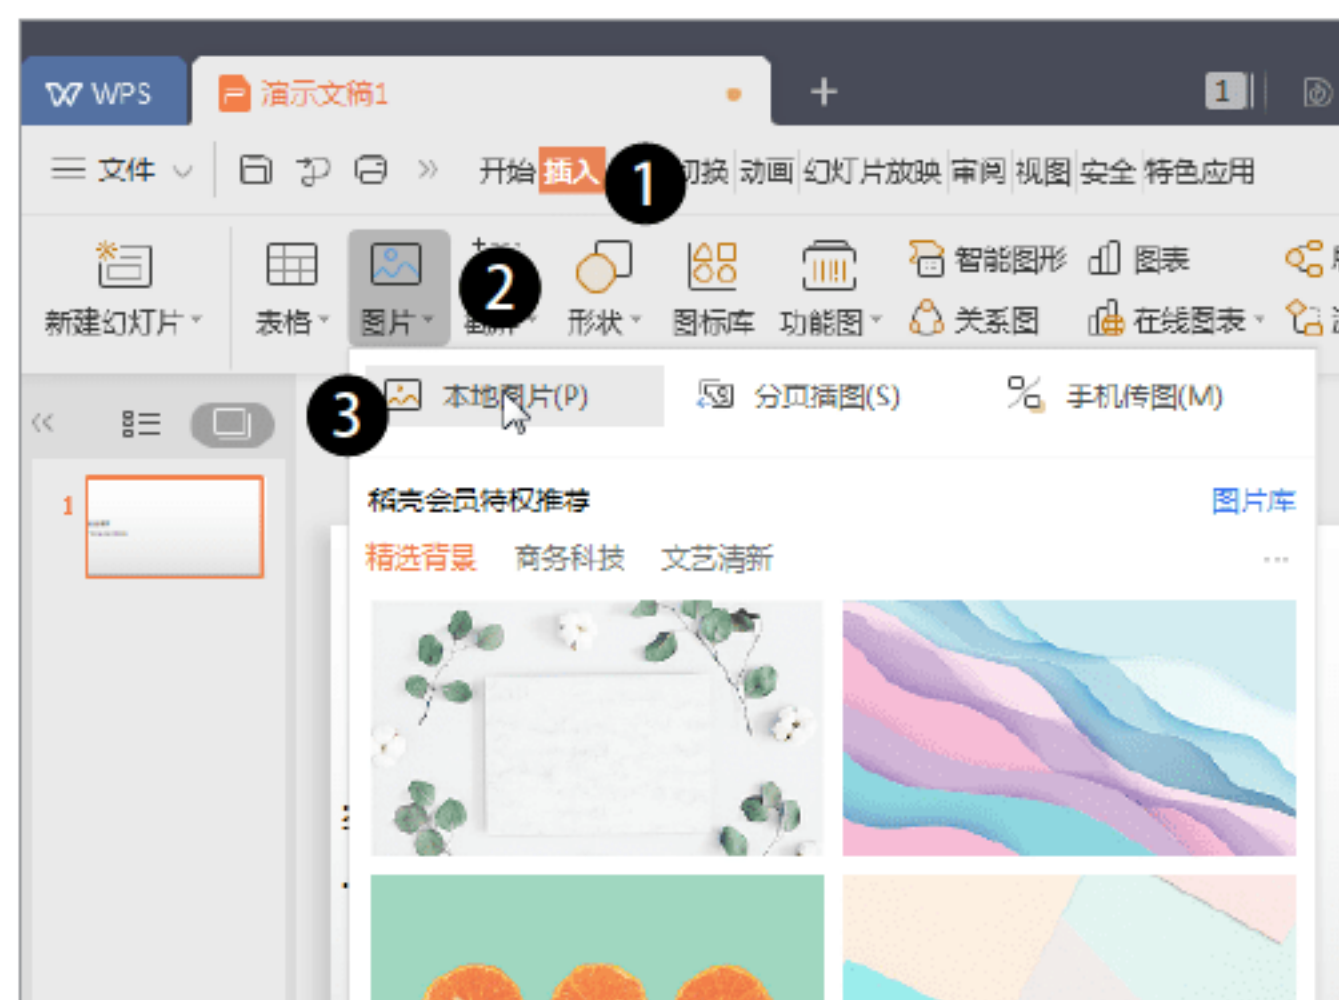 WPS 演示文稿1 + 1
文件 开始 插入 1 切换 动画 幻灯片放映 审阅 视图 安全 特色应用
2 智能图形 图表
新建幻灯片 表格 图片 截屏 形状 图标库 功能图 关系图 在线图表
3 本地图片(P) 分页插图(S) 手机传图(M)
1
稻壳会员特权推荐 图片库
精选背景 商务科技 文艺清新 ...